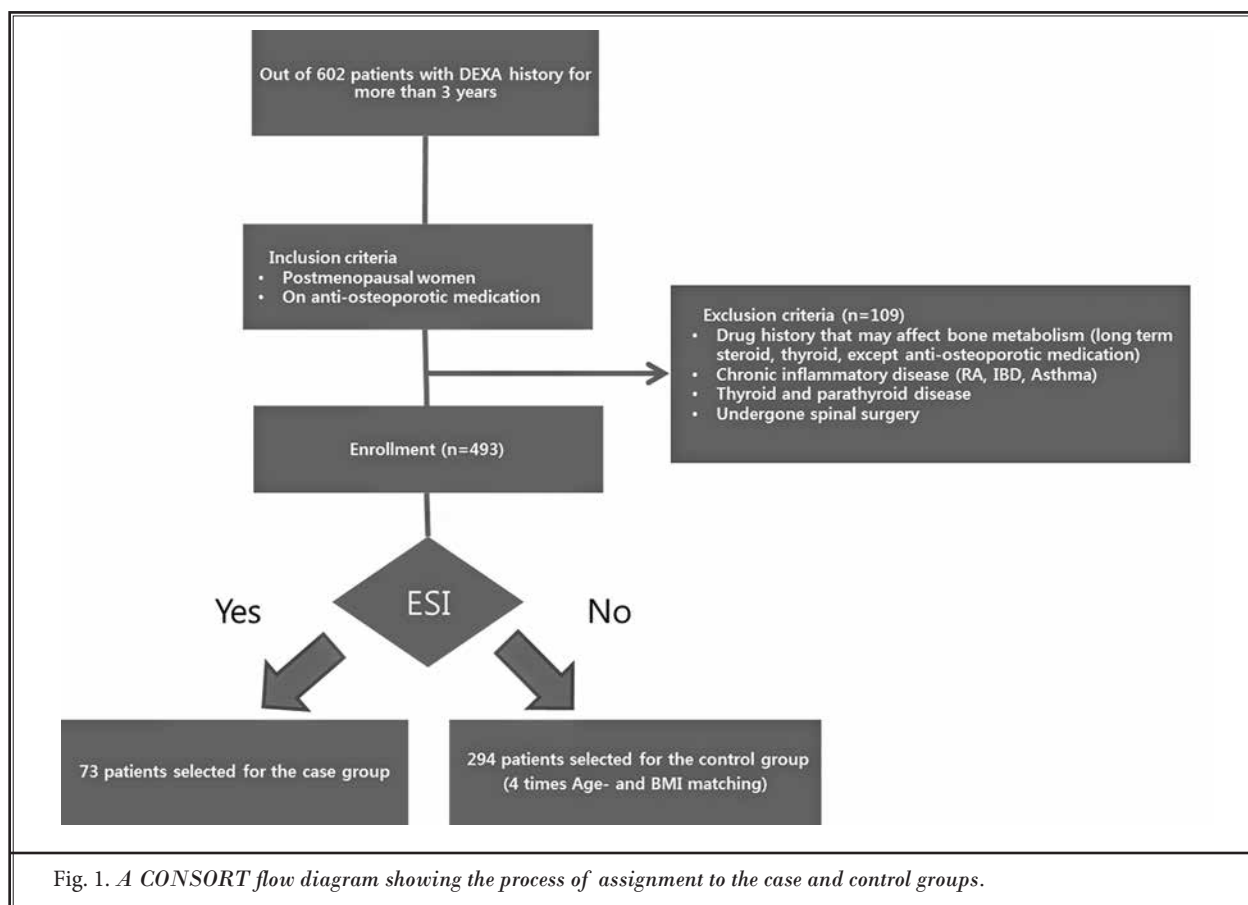 Out of 602 patients with DEXA history for
more than 3 years
Inclusion criteria
• Postmenopausal women
• On anti-osteoporotic medication
Exclusion criteria (n=109)
• Drug history that may affect bone metabolism (long term
steroid, thyroid, except anti-osteoporotic medication)
• Chronic inflammatory disease (RA, IBD, Asthma)
• Thyroid and parathyroid disease
• Undergone spinal surgery
Enrollment (n=493)
ESI
Yes
No
73 patients selected for the case group
294 patients selected for the control group
(4 times Age- and BMI matching)
Fig. 1. A CONSORT flow diagram showing the process of assignment to the case and control groups.